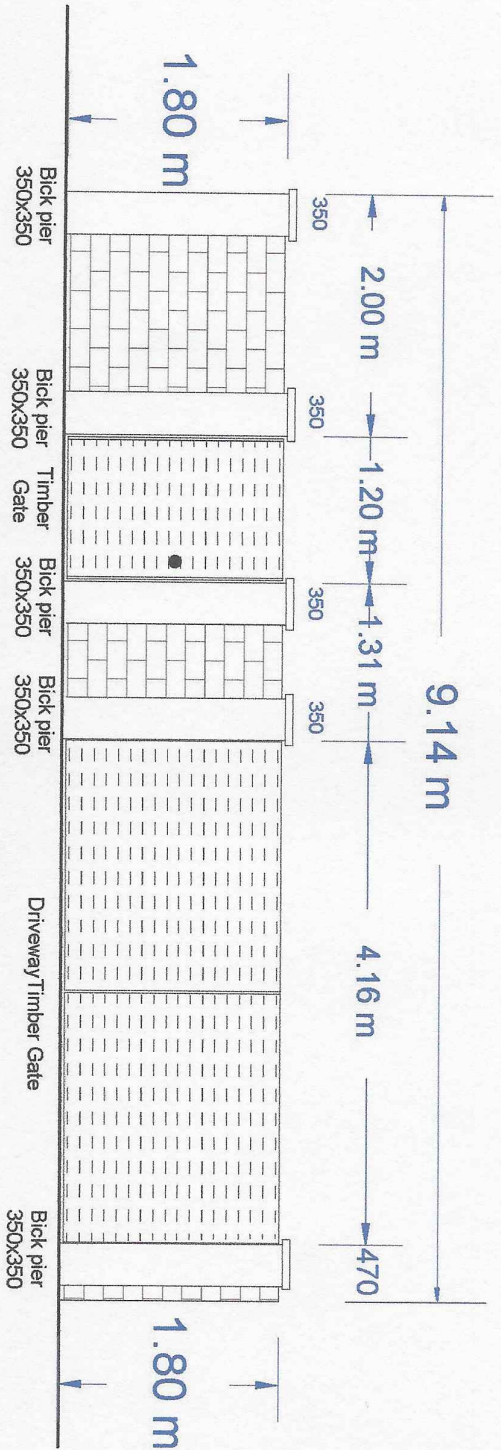 9.14 m
2.00 m
1.20 m
1.31 m
4.16 m
470
350
350
350
350
1.80 m
1.80 m
Bick pier
350x350
Bick pier
350x350
Timber
Gate
Bick pier
350x350
Bick pier
350x350
DrivewayTimber Gate
Bick pier
350x350